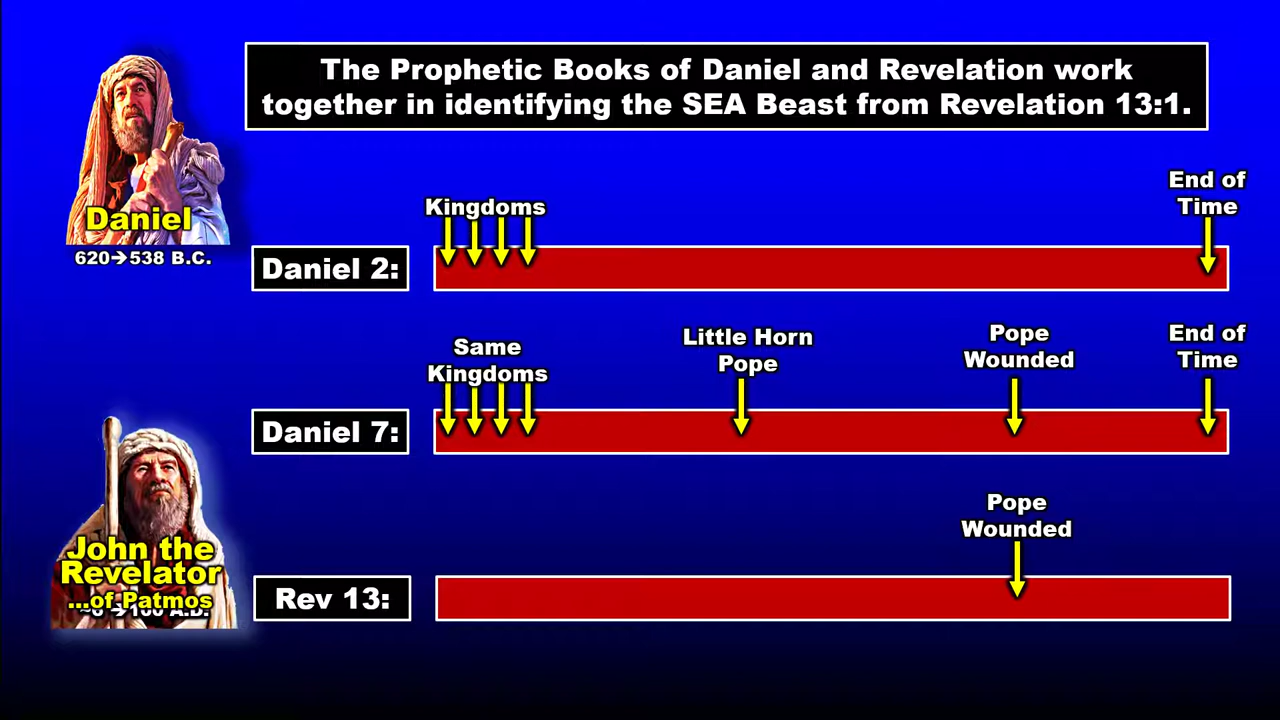 The Prophetic Books of Daniel and Revelation work
together in identifying the SEA Beast from Revelation 13:1.
Daniel
620→538 B.C.
Kingdoms
End of
Time
Daniel 2:
Same
Kingdoms
Little Horn
Pope
Pope
Wounded
End of
Time
Daniel 7:
John the
Revelator
...of Patmos
A.D.
Pope
Wounded
Rev 13: